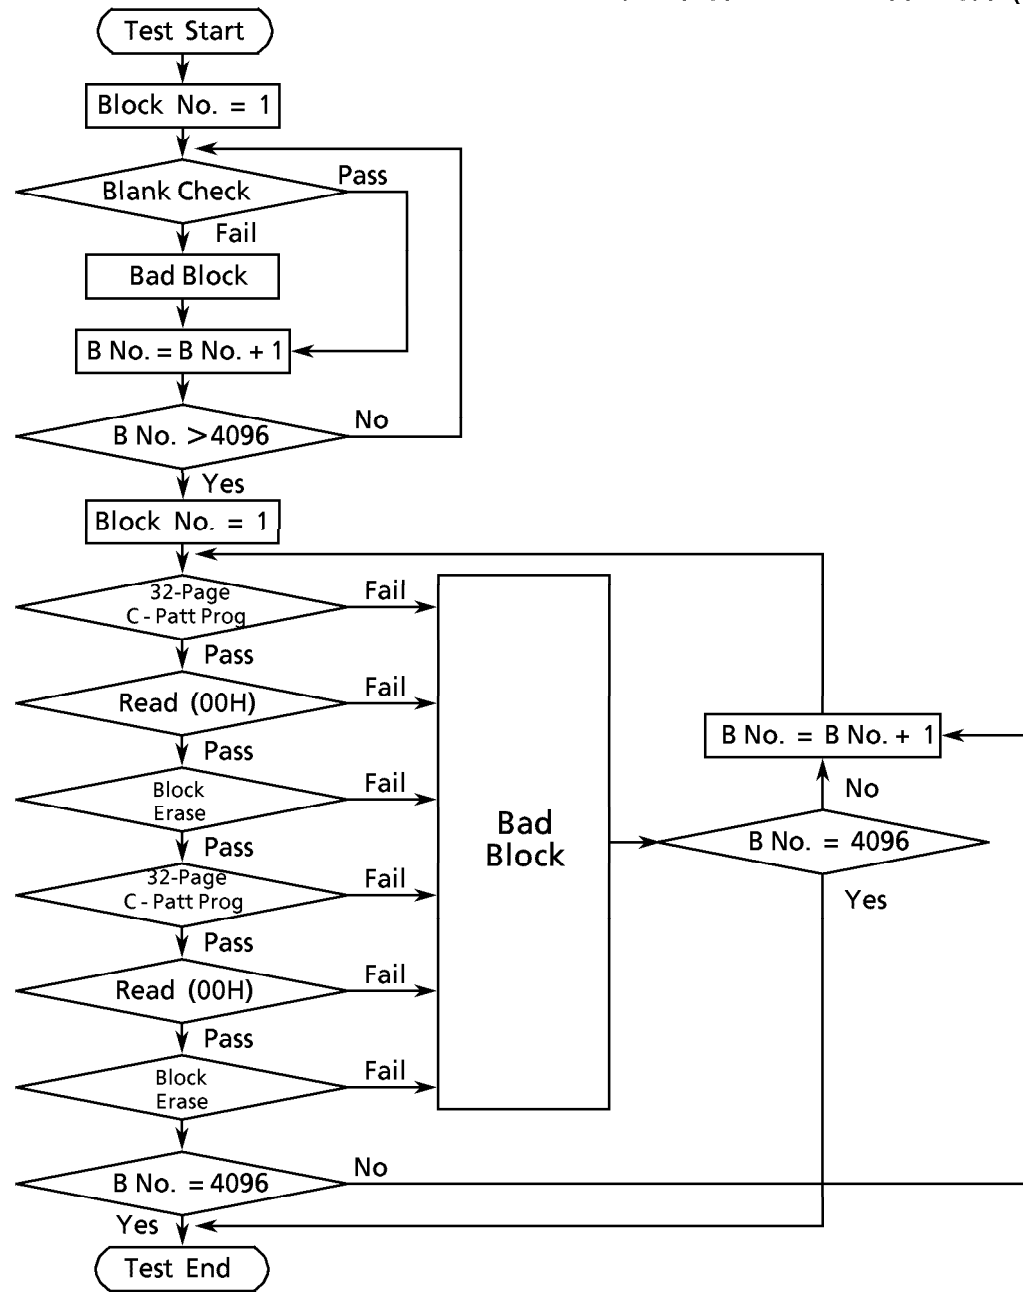 Test Start
Block No. = 1
Blank Check
Pass
Fail
Bad Block
B No. = B No. + 1
B No. > 4096
No
Yes
Block No. = 1
32-Page
C - Patt Prog
Fail
Pass
Read (00H)
Fail
Pass
Block
Erase
Fail
Pass
32-Page
C - Patt Prog
Fail
Pass
Read (00H)
Fail
Pass
Block
Erase
Fail
Bad
Block
B No. = B No. + 1
No
B No. = 4096
Yes
B No. = 4096
No
Yes
Test End